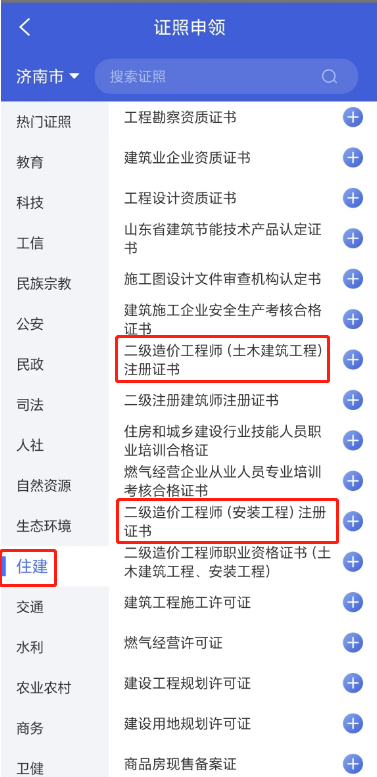 证照申领
济南市
搜索证照
热门证照
教育
科技
工信
民族宗教
公安
民政
司法
人社
自然资源
生态环境
住建
交通
水利
农业农村
商务
卫健
工程勘察资质证书
建筑业企业资质证书
工程设计资质证书
山东省建筑节能技术产品认定证
书
施工图设计文件审查机构认定书
建筑施工企业安全生产考核合格
证书
二级造价工程师 (土木建筑工程)
注册证书
二级注册建筑师注册证书
住房和城乡建设行业技能人员职
业培训合格证
燃气经营企业从业人员专业培训
考核合格证书
二级造价工程师 (安装工程) 注册
证书
二级造价工程师职业资格证书 (土
木建筑工程、安装工程)
建筑工程施工许可证
燃气经营许可证
建设工程规划许可证
建设用地规划许可证
商品房现售备案证